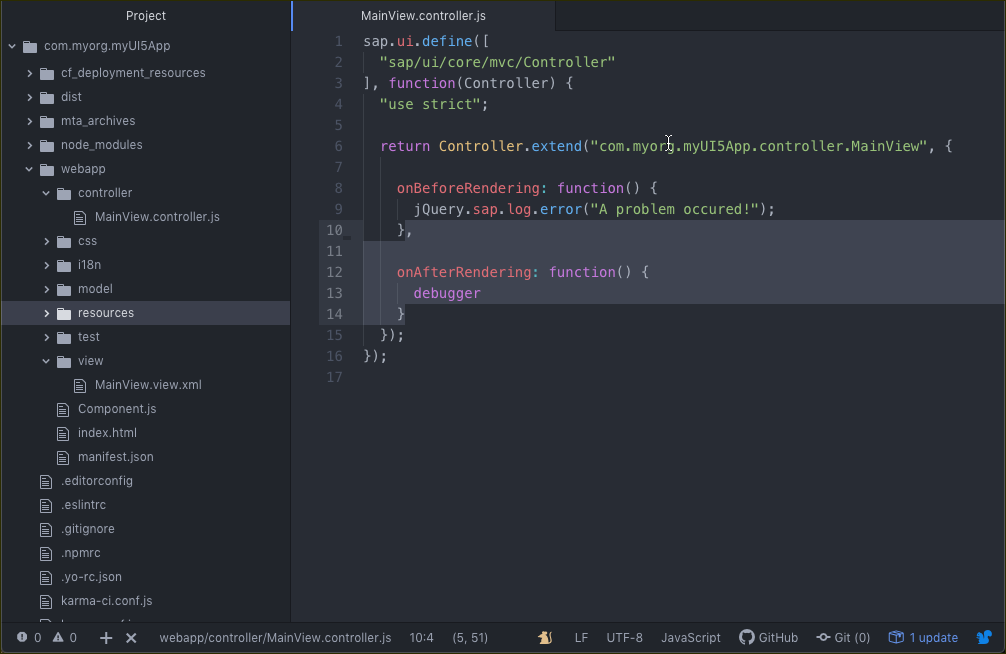 Project
com.myorg.myUI5App
cf_deployment_resources
dist
mta_archives
node_modules
webapp
controller
MainView.controller.js
css
i18n
model
resources
test
view
MainView.view.xml
Component.js
index.html
manifest.json
.editorconfig
.eslintrc
.gitignore
.npmrc
.yo-rc.json
karma-ci.conf.js
MainView.controller.js
1 sap.ui.define([
2 "sap/ui/core/mvc/Controller"
3 ], function(Controller) {
4 "use strict";
5
6 return Controller.extend("com.myorg.myUI5App.controller.MainView", {
7
8 onBeforeRendering: function() {
9 jQuery.sap.log.error("A problem occured!");
10 },
11
12 onAfterRendering: function() {
13 debugger
14 }
15 });
16 });
17
0 0 webapp/controller/MainView.controller.js 10:4 (5, 51) LF UTF-8 JavaScript GitHub Git (0) 1 update